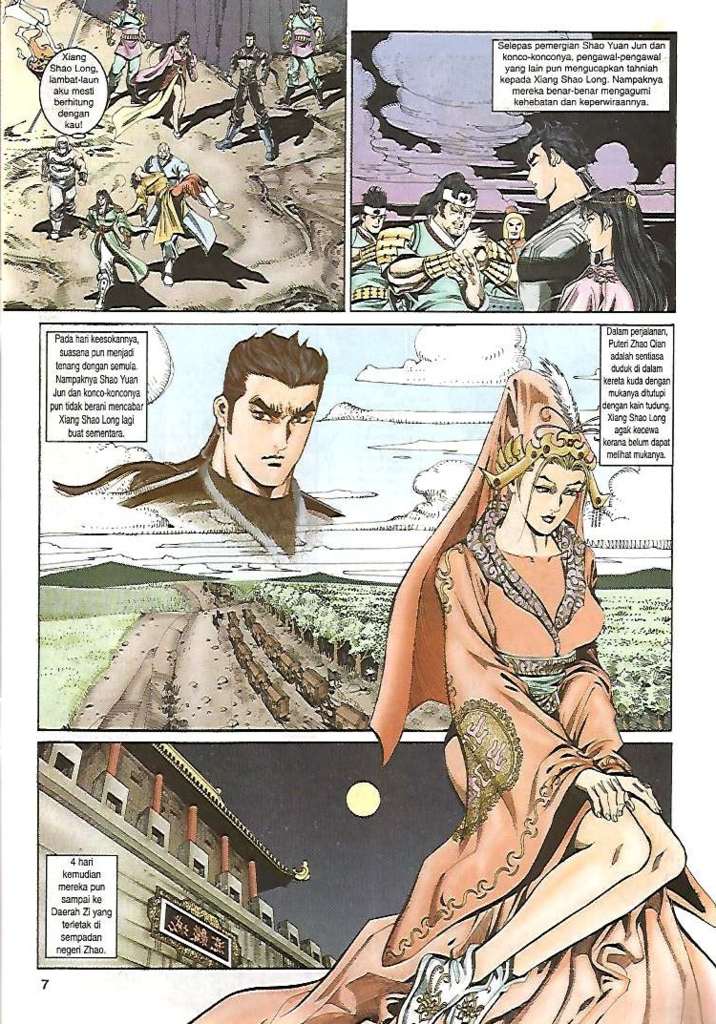 Xiang
Shao Long,
lambat-laun
aku mesti
berhitung
dengan
kau!
Selepas pemergian Shao Yuan Jun dan
konco-konconya, pengawal-pengawal
yang lain pun mengucapkan tahniah
kepada Xiang Shao Long. Nampaknya
mereka benar-benar mengagumi
kehebatan dan keperwiraannya.
Pada hari keesokannya,
suasana pun menjadi
tenang dengan semula.
Nampaknya Shao Yuan
Jun dan konco-konconya
pun tidak berani mencabar
Xiang Shao Long lagi
buat sementara.
Dalam perjalanan,
Puteri Zhao Qian
adalah sentiasa
duduk di dalam
kereta kuda dengan
mukanya ditutup
dengan kain tudung.
Xiang Shao Long
agak kecewa
kerana belum dapat
melihat mukanya.
4 hari
kemudian
mereka pun
sampai ke
Daerah Zi yang
terletak di
sempadan
negeri Zhao.
7